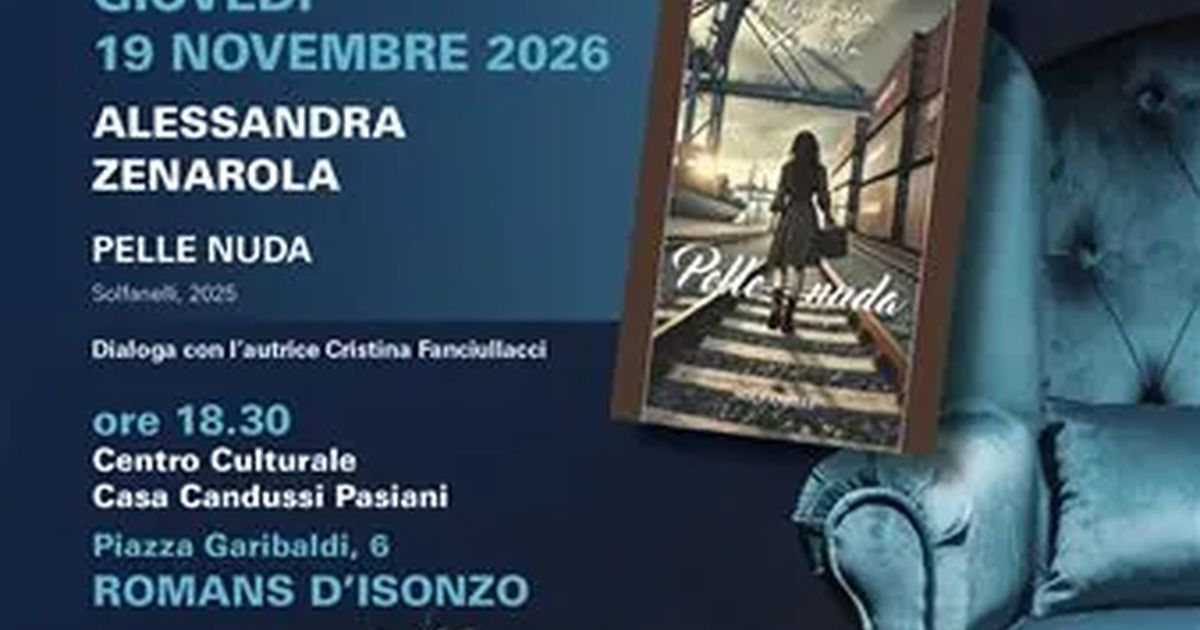 GIOVEDÌ
19 NOVEMBRE 2026
ALESSANDRA
ZENAROLA
PELLE NUDA
Solfanelli, 2025
Dialoga con l'autrice Cristina Fanciullacci
ore 18.30
Centro Culturale
Casa Candussi Pasiani
Piazza Garibaldi, 6
ROMANS D'ISONZO
Pelle nuda